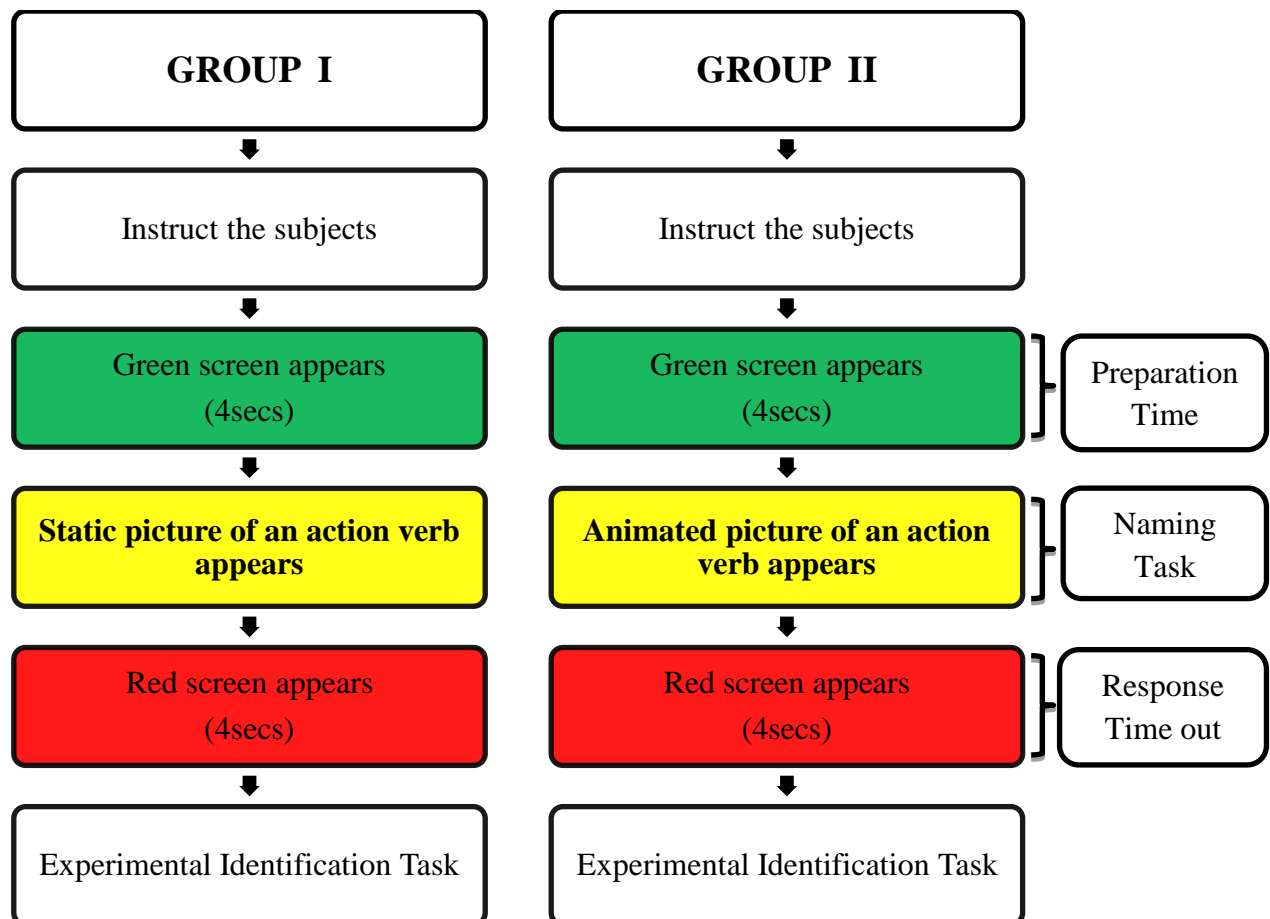 GROUP I
GROUP II
Instruct the subjects
Instruct the subjects
Green screen appears
(4secs)
Green screen appears
(4secs)
Preparation
Time
Static picture of an action verb
appears
Animated picture of an action
verb appears
Naming
Task
Red screen appears
(4secs)
Red screen appears
(4secs)
Response
Time out
Experimental Identification Task
Experimental Identification Task